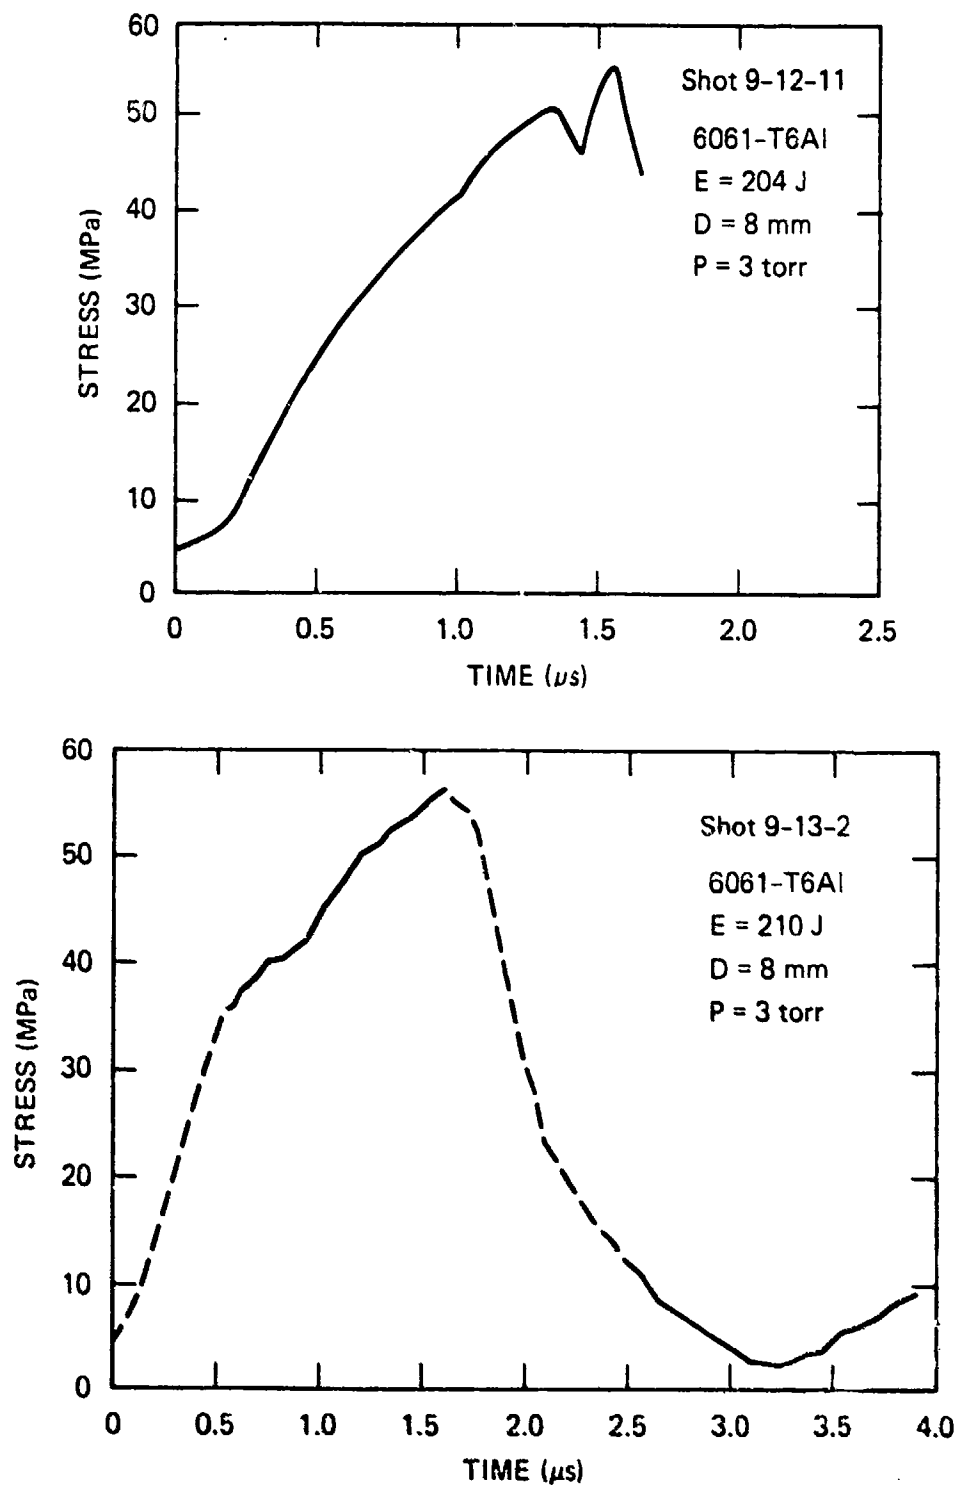 60
50
40
30
20
10
0
STRESS (MPa)
Shot 9-12-11
6061-T6Al
E = 204 J
D = 8 mm
P = 3 torr
0 0.5 1.0 1.5 2.0 2.5
TIME (μs)
60
50
40
30
20
10
0
STRESS (MPa)
Shot 9-13-2
6061-T6Al
E = 210 J
D = 8 mm
P = 3 torr
0 0.5 1.0 1.5 2.0 2.5 3.0 3.5 4.0
TIME (μs)